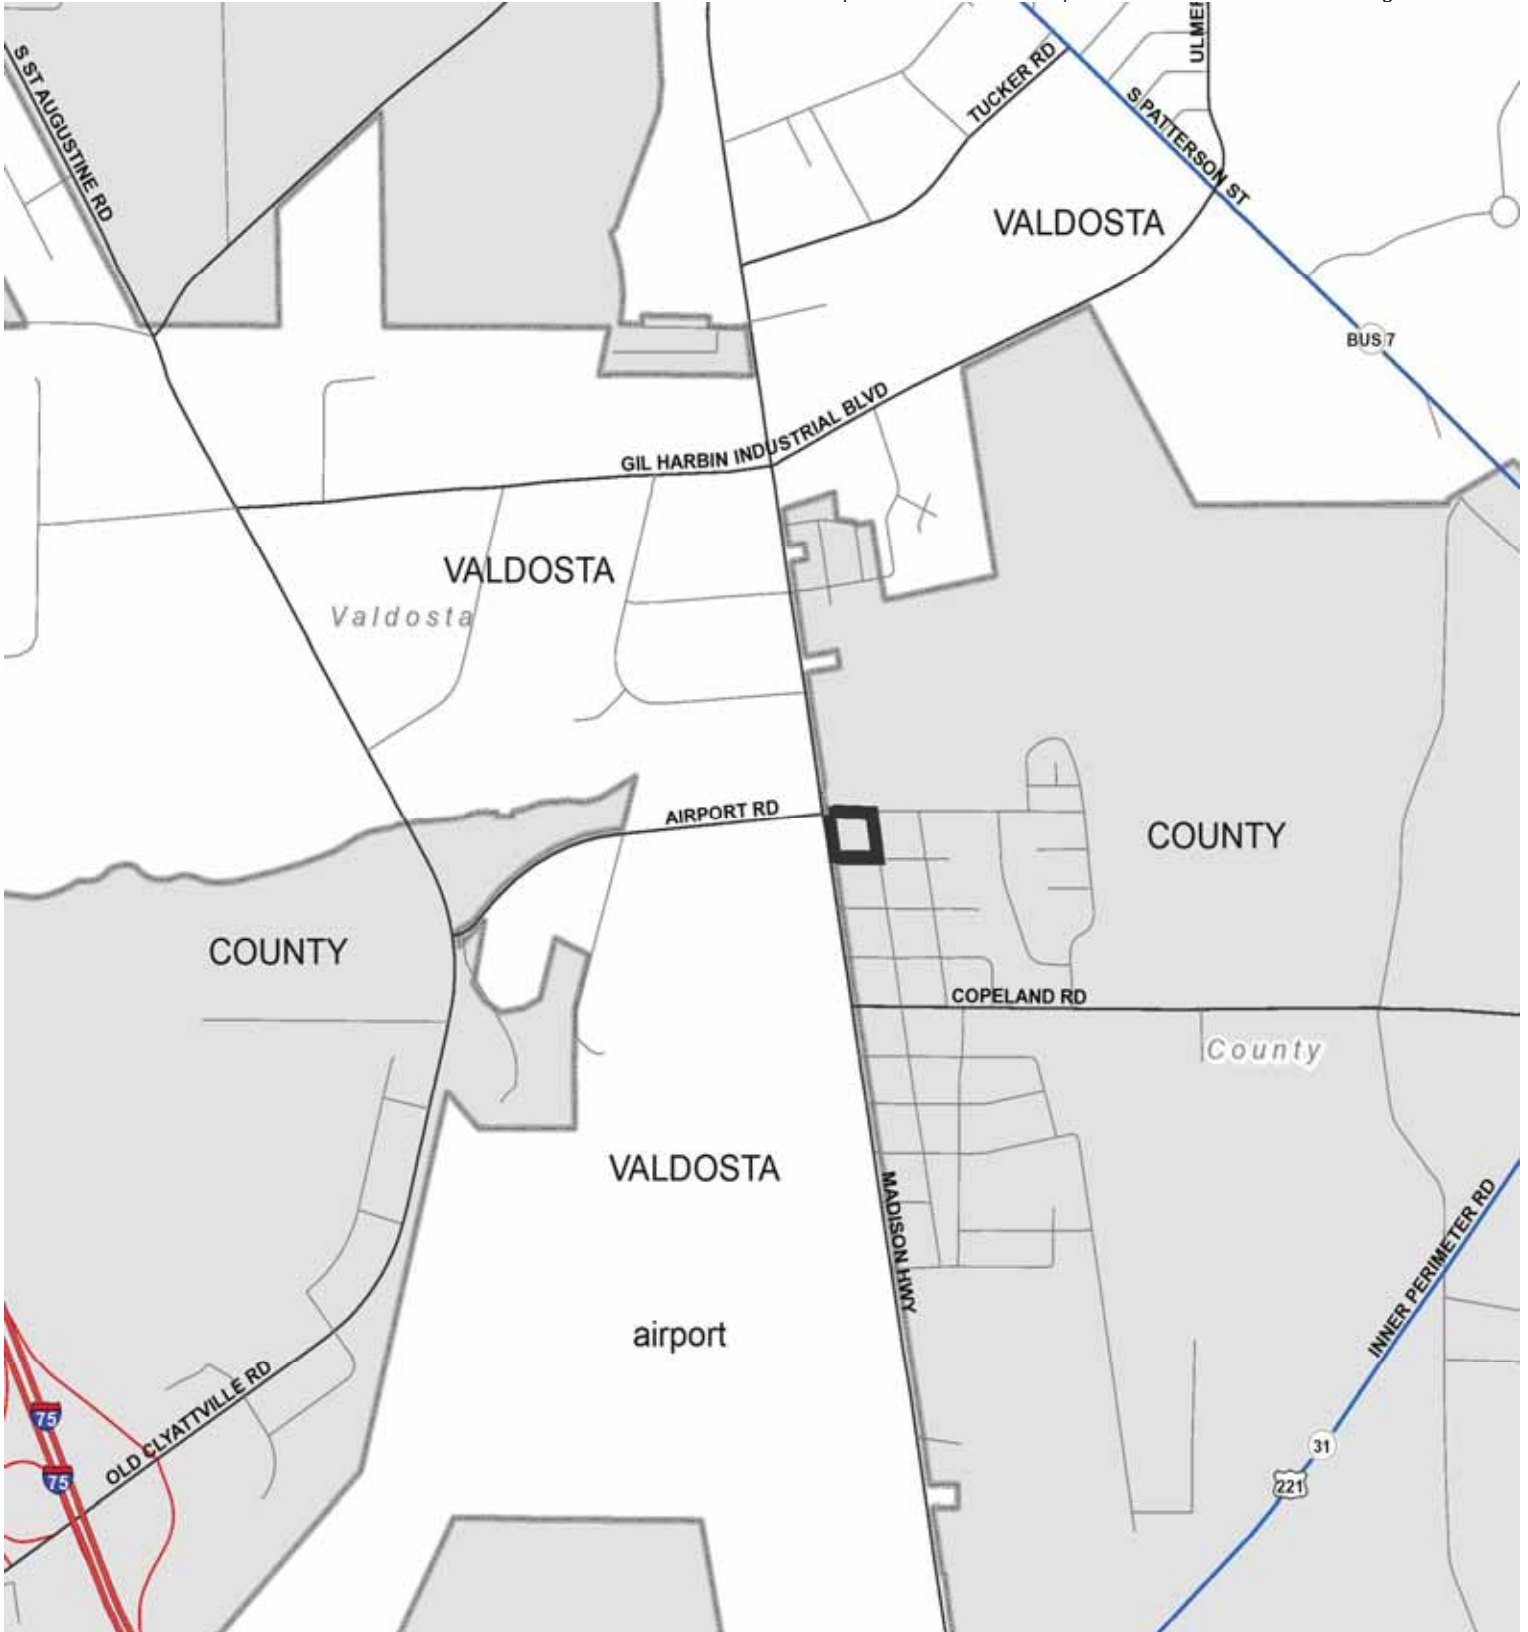 S ST AUGUSTINE RD
TUCKER RD
S PATTERSON ST
VALDOSTA
BUS 7
GIL HARBIN INDUSTRIAL BLVD
VALDOSTA
Valdosta
AIRPORT RD
COUNTY
COUNTY
COPELAND RD
County
VALDOSTA
MADISON HWY
INNER PERIMETER RD
airport
OLD CLYATTVILLE RD
75
75
31
221